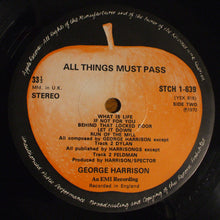 ALL THINGS MUST PASS
33⅓
Mfd. in U.K.
STEREO
STCH 1-639
(YEX 818)
SIDE TWO
℗1970
WHAT IS LIFE
IF NOT FOR YOU
BEHIND THAT LOCKED DOOR
LET IT DOWN
RUN OF THE MILL
All composed by GEORGE HARRISON except
Track 2 DYLAN
All published by HARRISONGS except
Track 2 FELDMAN
Produced by HARRISON/SPECTOR
GEORGE HARRISON
An EMI Recording
Recorded in England